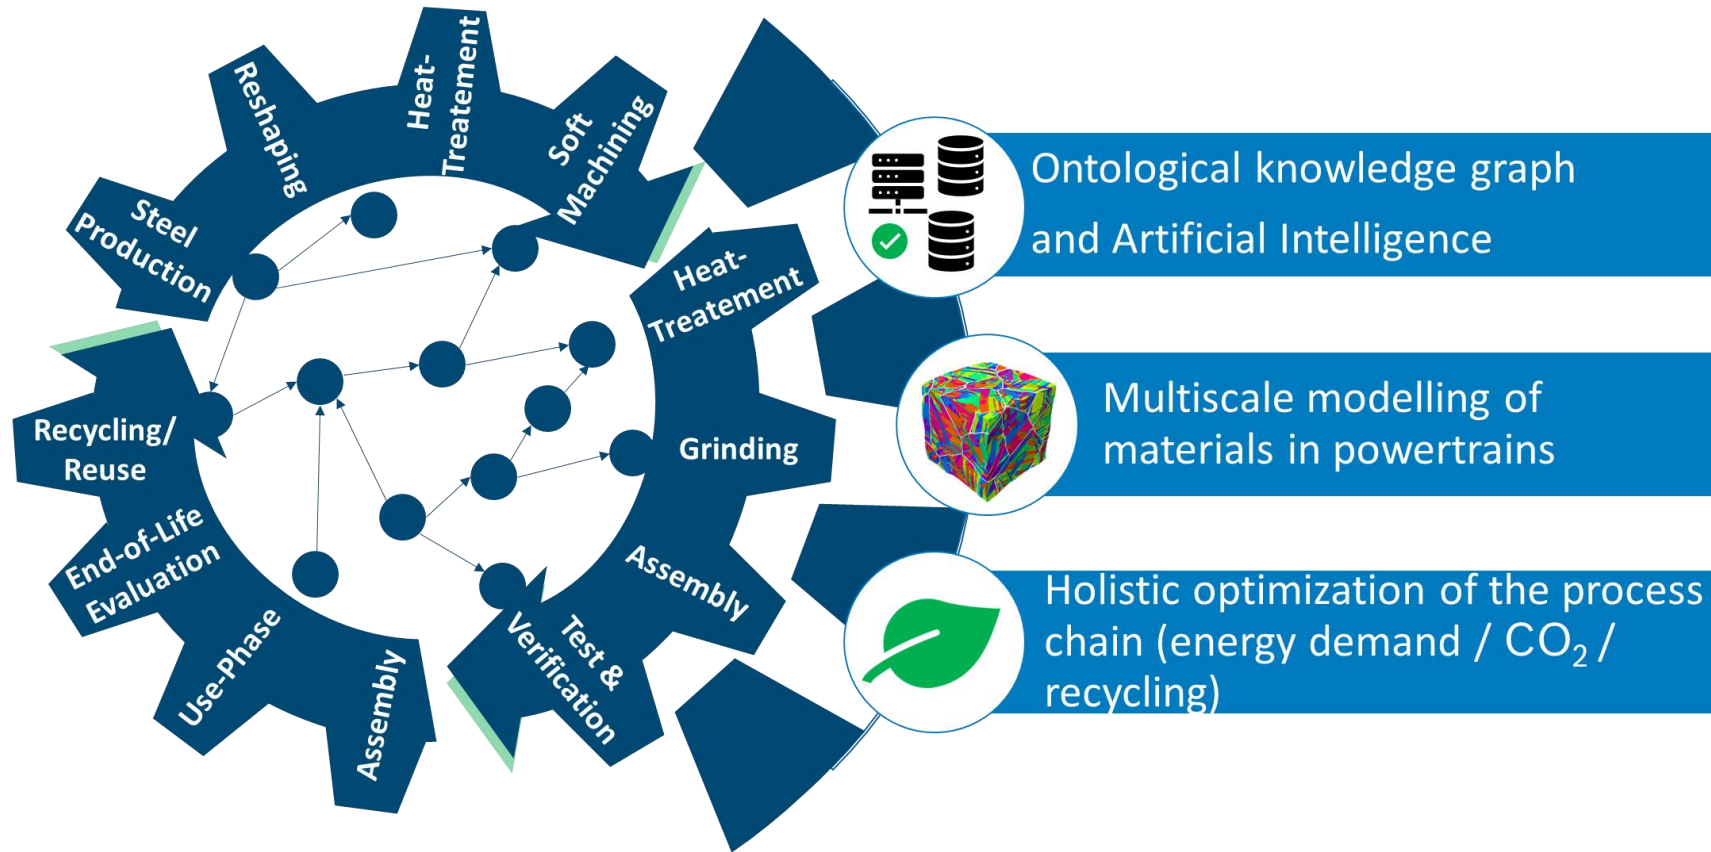 Steel
Production
Reshaping
Heat-
Treatement
Soft
Machining
Heat-
Treatement
Grinding
Assembly
Test &
Verification
Assembly
Use-Phase
End-of-Life
Evaluation
Recycling/
Reuse
Ontological knowledge graph
and Artificial Intelligence
Multiscale modelling of
materials in powertrains
Holistic optimization of the process
chain (energy demand / CO₂ /
recycling)